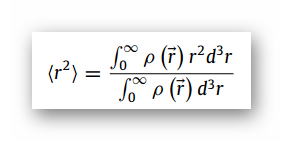 ⟨r²⟩ = ∫₀^∞ ρ (r⃗) r² d³r / ∫₀^∞ ρ (r⃗) d³r